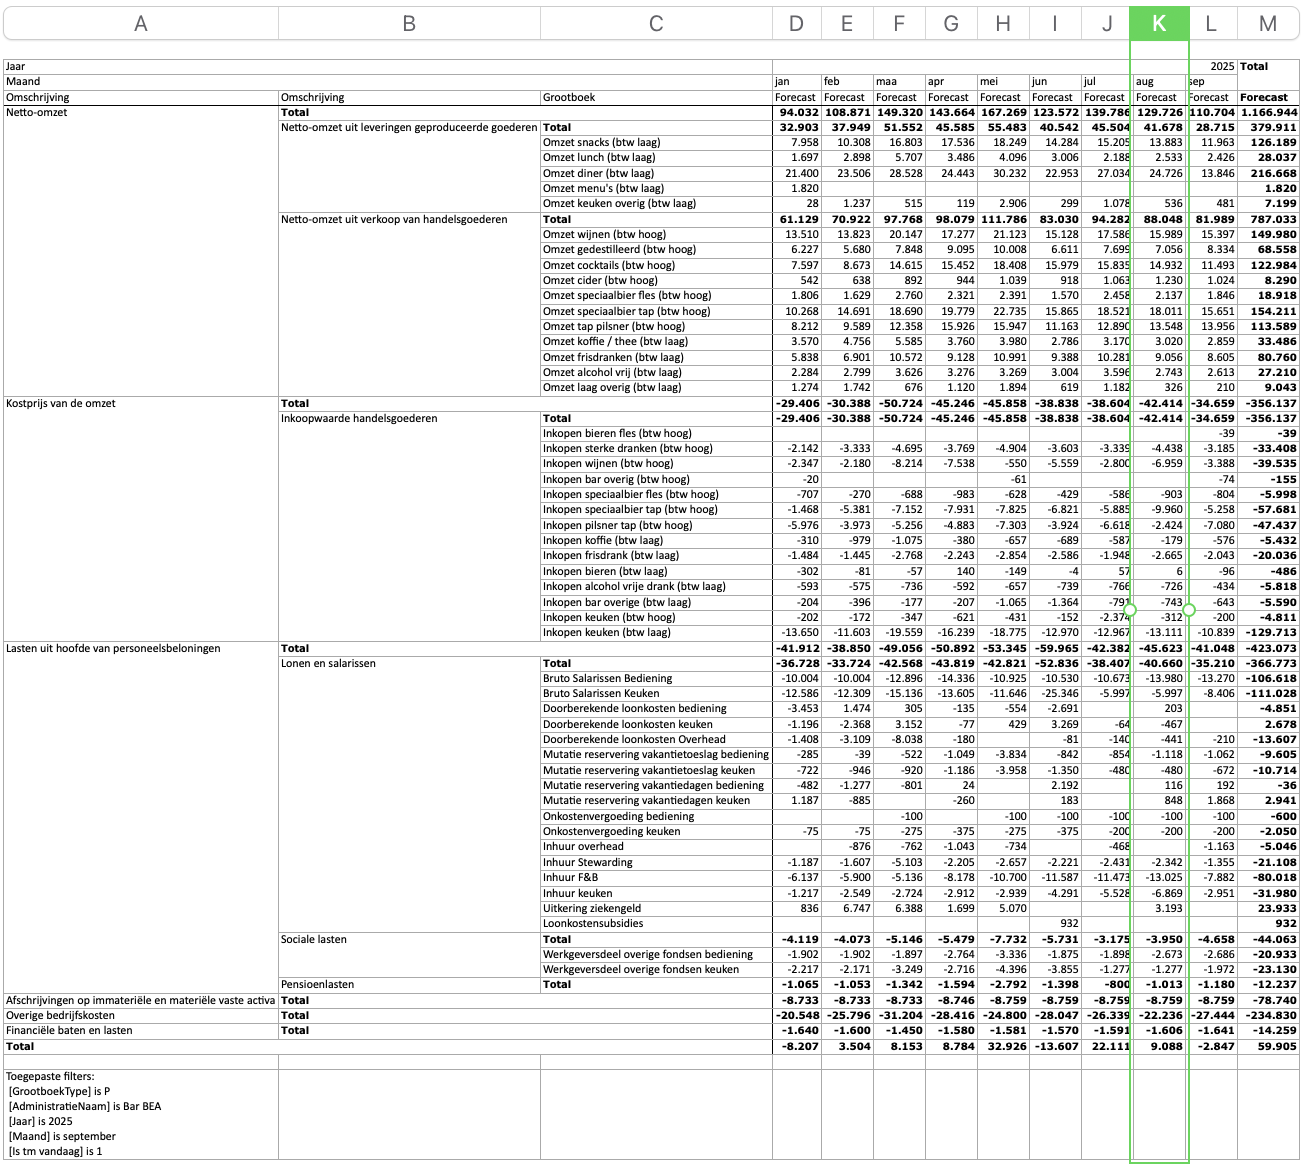 A B C D E F G H I J K L M
Jaar 2025 Total
Maand jan feb maa apr mei jun jul aug sep
Omschrijving Omschrijving Grootboek Forecast Forecast Forecast Forecast Forecast Forecast Forecast Forecast Forecast Forecast
Netto-omzet Total 94.032 108.871 149.320 143.664 167.269 123.572 139.786 129.726 110.704 1.166.944
Netto-omzet uit leveringen geproduceerde goederen Total 32.903 37.949 51.552 45.585 55.483 40.542 45.504 41.678 28.715 379.911
Omzet snacks (btw laag) 7.958 10.308 16.803 17.536 18.249 14.284 15.205 13.883 11.963 126.189
Omzet lunch (btw laag) 1.697 2.898 5.707 3.486 4.096 3.006 2.188 2.533 2.426 28.037
Omzet diner (btw laag) 21.400 23.506 28.528 24.443 30.232 22.953 27.034 24.726 13.846 216.668
Omzet menu's (btw laag) 1.820 1.820
Omzet keuken overig (btw laag) 28 1.237 515 119 2.906 299 1.078 536 481 7.199
Netto-omzet uit verkoop van handelsgoederen Total 61.129 70.922 97.768 98.079 111.786 83.030 94.282 88.048 81.989 787.033
Omzet wijnen (btw hoog) 13.510 13.823 20.147 17.277 21.123 15.128 17.586 15.989 15.397 149.980
Omzet gedestilleerd (btw hoog) 6.227 5.680 7.848 9.095 10.008 6.611 7.699 7.056 8.334 68.558
Omzet cocktails (btw hoog) 7.597 8.673 14.615 15.452 18.408 15.979 15.835 14.932 11.493 122.984
Omzet cider (btw hoog) 542 638 892 944 1.039 918 1.063 1.230 1.024 8.290
Omzet speciaalbier fles (btw hoog) 1.806 1.629 2.760 2.321 2.391 1.570 2.458 2.137 1.846 18.918
Omzet speciaalbier tap (btw hoog) 10.268 14.691 18.690 19.779 22.735 15.865 18.521 18.011 15.651 154.211
Omzet tap pilsner (btw hoog) 8.212 9.589 12.358 15.926 15.947 11.163 12.890 13.548 13.956 113.589
Omzet koffie / thee (btw hoog) 3.570 4.756 5.585 3.760 3.980 2.786 3.170 3.020 2.859 33.486
Omzet frisdranken (btw hoog) 5.838 6.901 10.572 9.128 10.991 9.388 10.281 9.056 8.605 80.760
Omzet alcohol vrij (btw hoog) 2.284 2.799 3.626 3.276 3.269 3.004 3.596 2.743 2.613 27.210
Omzet laag overig (btw hoog) 1.274 1.742 676 1.120 1.894 619 1.182 326 210 9.043
Kostprijs van de omzet Total -29.406 -30.388 -50.724 -45.246 -45.858 -38.838 -38.604 -42.414 -34.659 -356.137
Inkoopwaarde handelsgoederen Total -29.406 -30.388 -50.724 -45.246 -45.858 -38.838 -38.604 -42.414 -34.659 -356.137
Inkopen bieren fles (btw hoog) -39 -39
Inkopen sterke dranken (btw hoog) -2.142 -3.333 -4.695 -3.769 -4.904 -3.603 -3.339 -4.438 -3.185 -33.408
Inkopen wijnen (btw hoog) -2.347 -2.180 -8.214 -7.538 -550 -5.559 -2.800 -6.959 -3.388 -39.535
Inkopen bar overig (btw hoog) -20 -61 -74 -155
Inkopen speciaalbier fles (btw hoog) -707 -270 -688 -983 -628 -429 -586 -903 -804 -5.998
Inkopen speciaalbier tap (btw hoog) -1.468 -5.381 -7.152 -7.931 -7.825 -6.821 -5.885 -9.960 -5.258 -57.681
Inkopen pilsner tap (btw hoog) -5.976 -3.973 -5.256 -4.883 -7.303 -3.924 -6.618 -2.424 -7.080 -47.437
Inkopen koffie (btw laag) -310 -979 -1.075 -380 -657 -689 -587 -179 -576 -5.432
Inkopen frisdrank (btw laag) -1.484 -1.445 -2.768 -2.243 -2.854 -2.586 -1.948 -2.665 -2.043 -20.036
Inkopen bieren (btw laag) -302 -81 -57 140 -149 -4 57 6 -96 -486
Inkopen alcohol vrije drank (btw laag) -593 -575 -736 -592 -657 -739 -766 -726 -434 -5.818
Inkopen bar overige (btw laag) -204 -396 -177 -207 -1.065 -1.364 -791 -743 -643 -5.590
Inkopen keuken (btw hoog) -202 -172 -347 -621 -431 -152 -2.374 -312 -200 -4.811
Inkopen keuken (btw laag) -13.650 -11.603 -19.559 -16.239 -18.775 -12.970 -12.967 -13.111 -10.839 -129.713
Lasten uit hoofde van personeelsbeloningen Total -41.912 -38.850 -49.056 -50.892 -53.345 -59.965 -42.382 -45.623 -41.048 -423.073
Lonen en salarissen Total -36.728 -33.724 -42.568 -43.819 -42.821 -52.836 -38.407 -40.660 -35.210 -366.773
Bruto Salarissen Bediening -10.004 -10.004 -12.896 -14.336 -10.925 -10.530 -10.673 -13.980 -13.270 -106.618
Bruto Salarissen Keuken -12.586 -12.309 -15.136 -13.605 -11.646 -25.346 -5.997 -5.997 -8.406 -111.028
Doorberekende loonkosten bediening -3.453 1.474 305 -135 -554 -2.691 203 -4.851
Doorberekende loonkosten keuken -1.196 -2.368 3.152 -77 429 3.269 -64 -467 2.678
Doorberekende loonkosten Overhead -1.408 -3.109 -8.038 -180 -81 -140 -441 -210 -13.607
Mutatie reservering vakantietoeslag bediening -285 -39 -522 -1.049 -3.834 -842 -854 -1.118 -1.062 -9.605
Mutatie reservering vakantietoeslag keuken -722 -946 -920 -1.186 -3.958 -1.350 -480 -480 -672 -10.714
Mutatie reservering vakantiedagen bediening -482 -1.277 -801 24 2.192 116 192 -36
Mutatie reservering vakantiedagen keuken 1.187 -885 -260 183 848 1.868 2.941
Onkostenvergoeding bediening -100 -100 -100 -100 -100 -100 -600
Onkostenvergoeding keuken -75 -75 -275 -375 -275 -375 -200 -200 -200 -2.050
Inhuur overhead -876 -762 -1.043 -734 -468 -1.163 -5.046
Inhuur Stewarding -1.187 -1.607 -5.103 -2.205 -2.657 -2.221 -2.431 -2.342 -1.355 -21.108
Inhuur F&B -6.137 -5.900 -5.136 -8.178 -10.700 -11.587 -11.473 -13.025 -7.882 -80.018
Inhuur keuken -1.217 -2.549 -2.724 -2.912 -2.939 -4.291 -5.528 -6.869 -2.951 -31.980
Uitkering ziekengeld 836 6.747 6.388 1.699 5.070 3.193 23.933
Loonkostensubsidies 932 932
Sociale lasten Total -4.119 -4.073 -5.146 -5.479 -7.732 -5.731 -3.175 -3.950 -4.658 -44.063
Werkgeversdeel overige fondsen bediening -1.902 -1.902 -1.897 -2.764 -3.336 -1.875 -1.898 -2.673 -2.686 -20.933
Werkgeversdeel overige fondsen keuken -2.217 -2.171 -3.249 -2.716 -4.396 -3.855 -1.277 -1.277 -1.972 -23.130
Pensioenlasten Total -1.065 -1.053 -1.342 -1.594 -2.792 -1.398 -800 -1.013 -1.180 -12.237
Afschrijvingen op immateriële en materiële vaste activa Total -8.733 -8.733 -8.733 -8.746 -8.759 -8.759 -8.759 -8.759 -8.759 -78.740
Overige bedrijfskosten Total -20.548 -25.796 -31.204 -28.416 -24.800 -28.047 -26.339 -22.236 -27.444 -234.830
Financiële baten en lasten Total -1.640 -1.600 -1.450 -1.580 -1.581 -1.570 -1.591 -1.606 -1.641 -14.259
Total -8.207 3.504 8.153 8.784 32.926 -13.607 22.111 9.088 -2.847 59.905
Toegepaste filters:
[GrootboekType] is P
[AdministratieNaam] is Bar BEA
[Jaar] is 2025
[Maand] is september
[Is tm vandaag] is 1